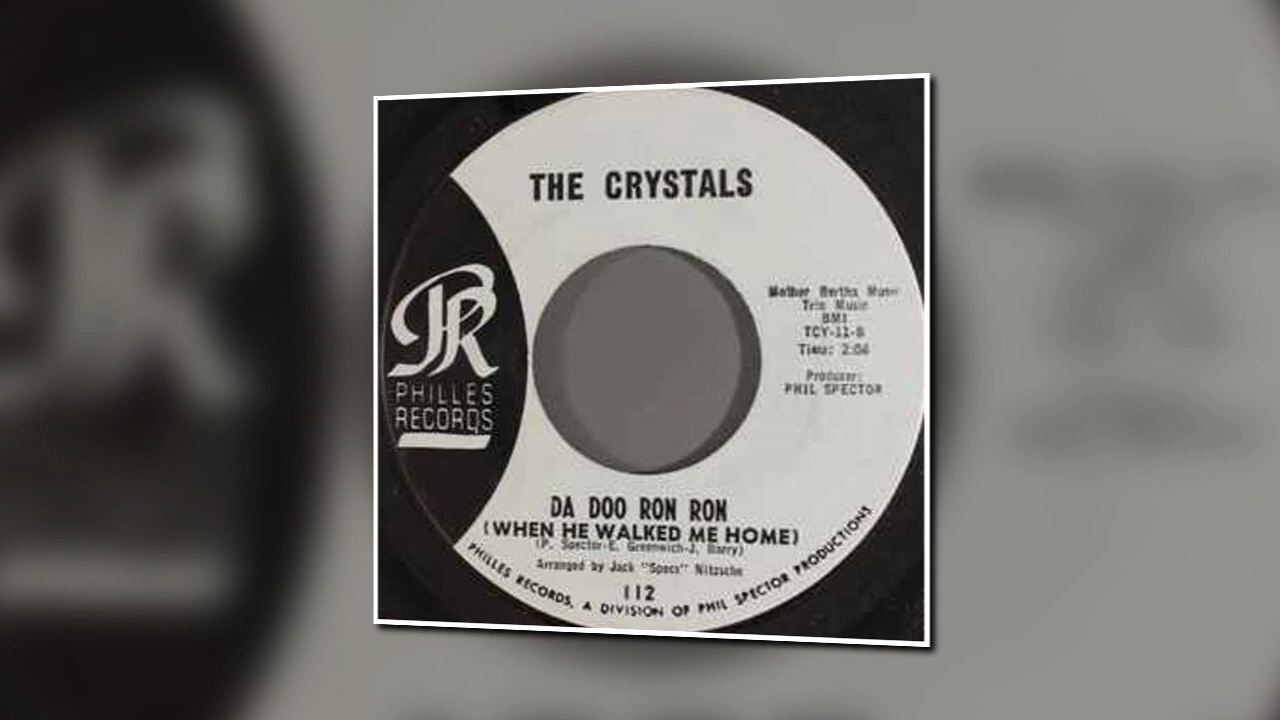 THE CRYSTALS
PHILLES
RECORDS
Mother Bertha Music
Trio Music
BMI
TCY-11-8
Time: 2:06
Producer:
PHIL SPECTOR
DA DOO RON RON
(WHEN HE WALKED ME HOME)
(P. Spector-E. Greenwich-J. Barry)
Arranged by Jack "Specs" Nitzsche
112
PHILLES RECORDS, A DIVISION OF PHIL SPECTOR PRODUCTIONS